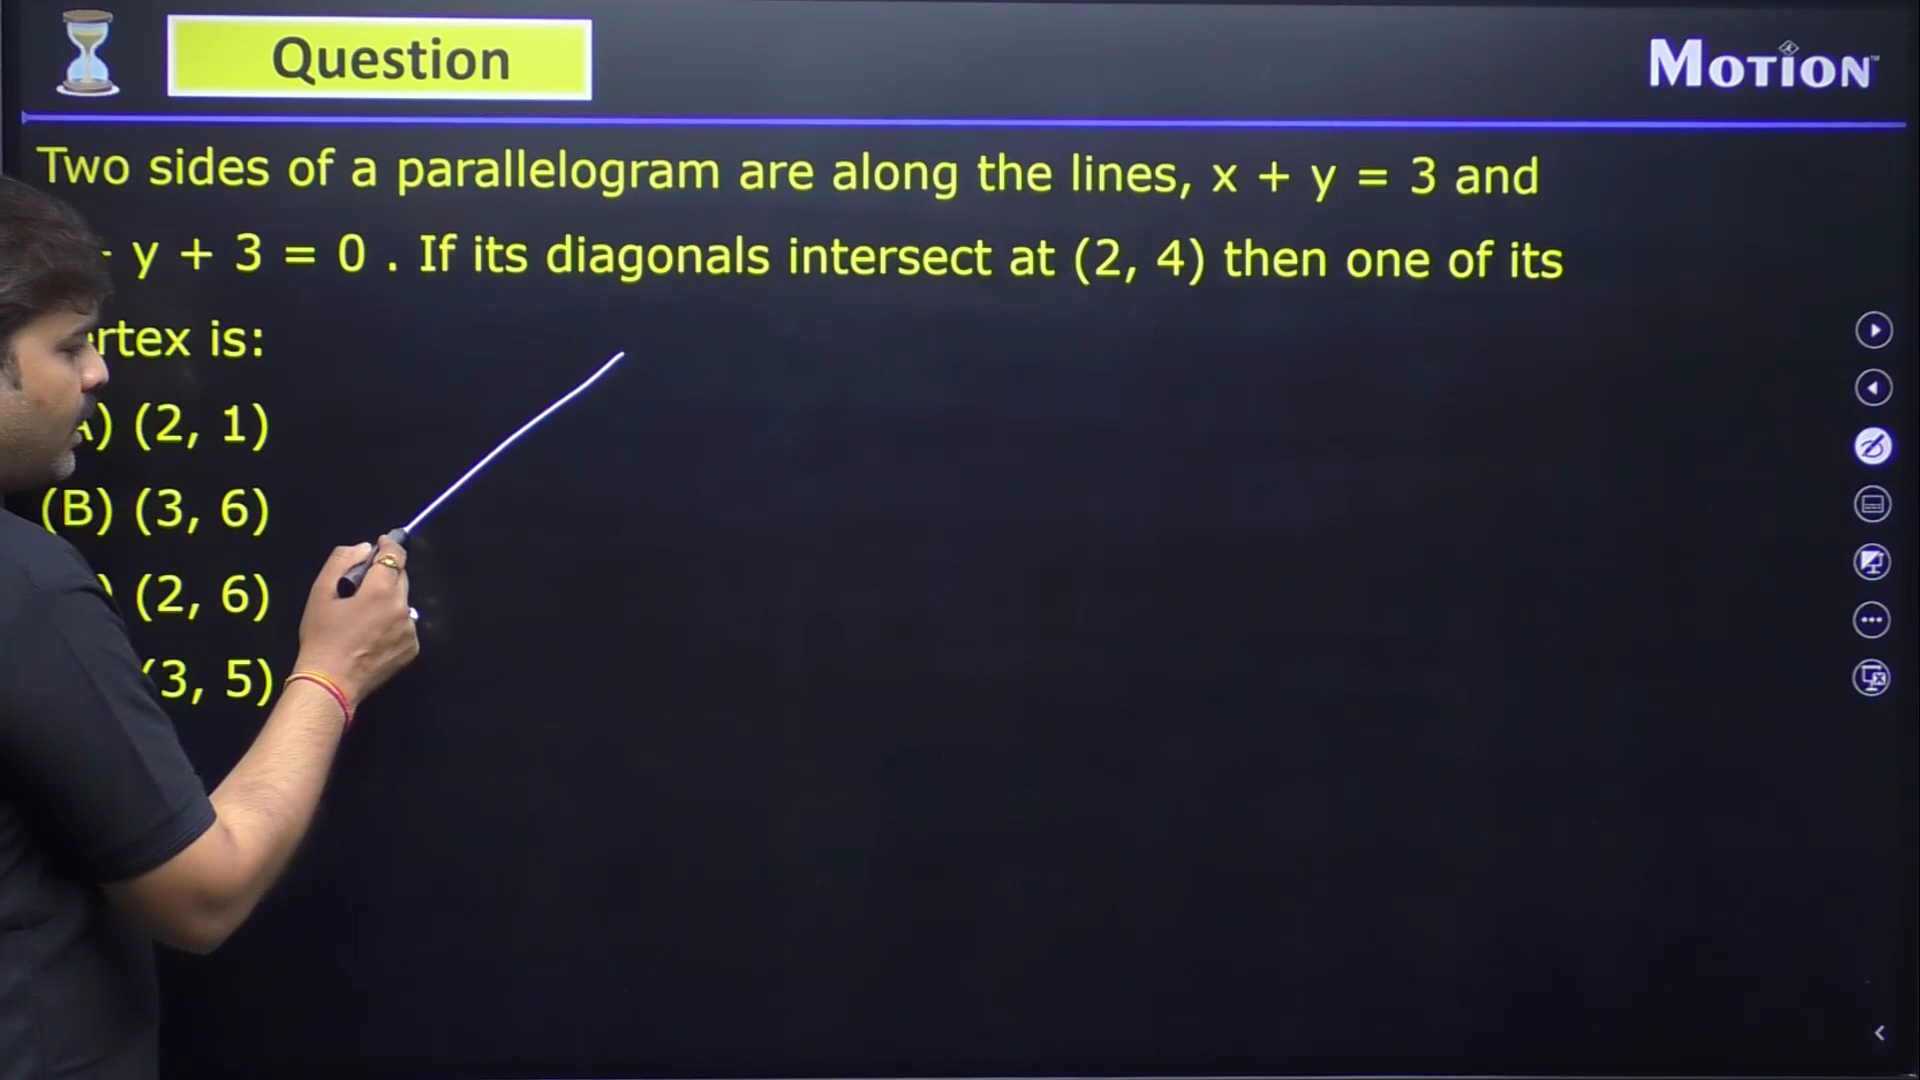 Question
MOTION
Two sides of a parallelogram are along the lines, x + y = 3 and
- y + 3 = 0 . If its diagonals intersect at (2, 4) then one of its
rtex is:
A) (2, 1)
(B) (3, 6)
) (2, 6)
(3, 5)